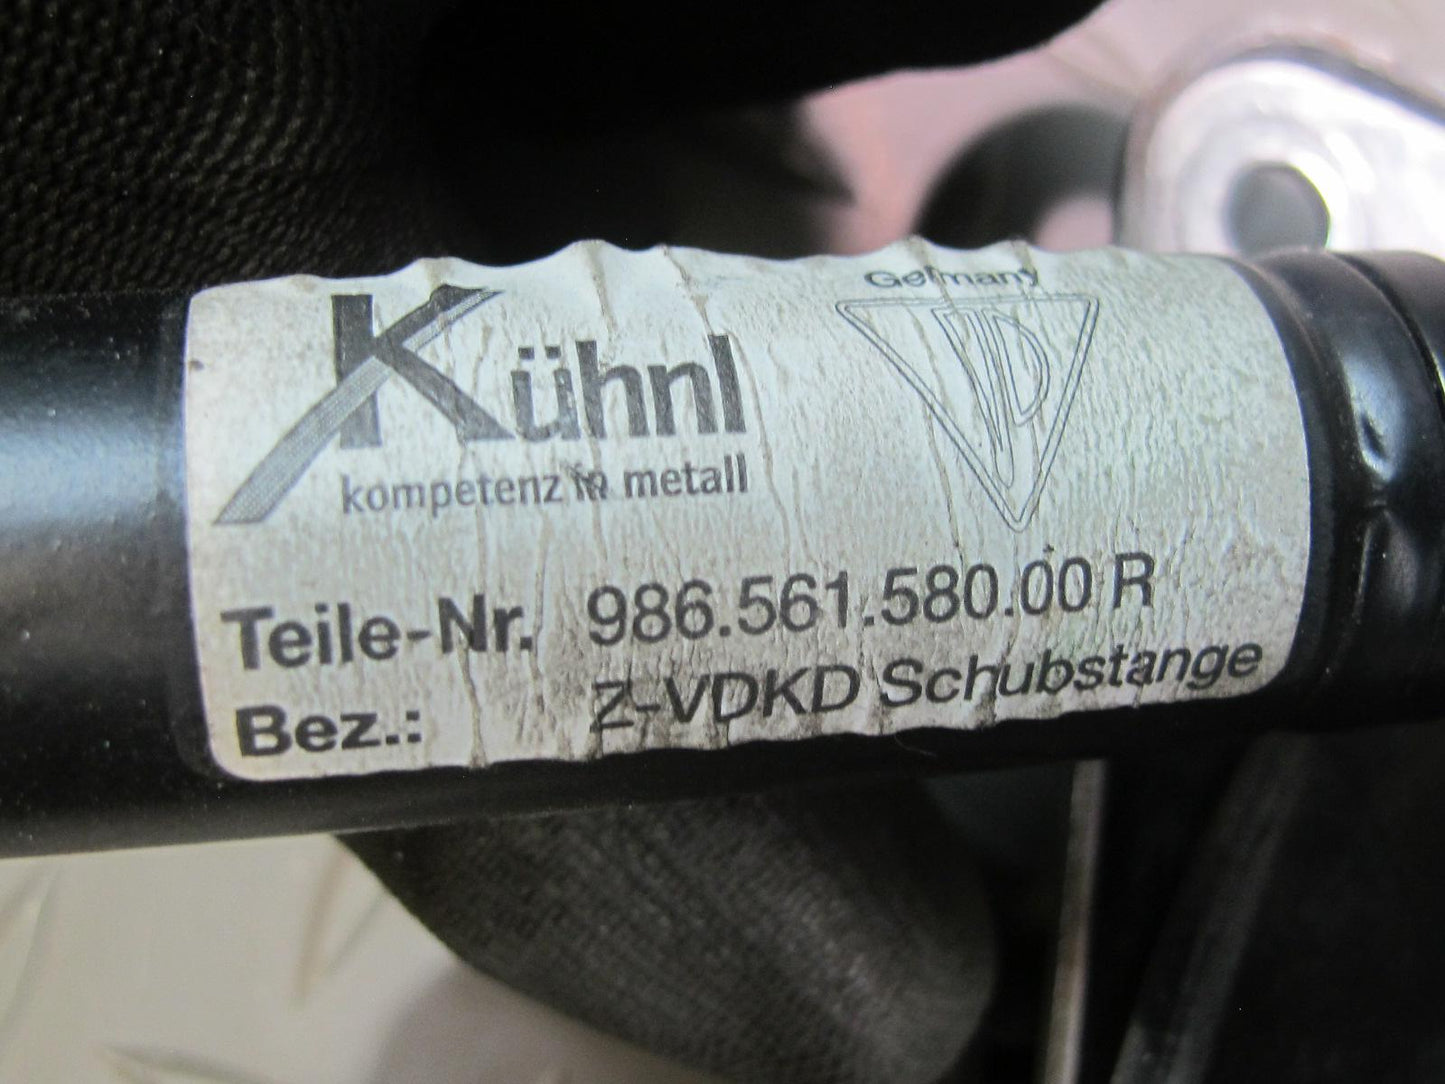 Kühnl
kompetenz in metall
Germany
Teile-Nr. 986.561.580.00 R
Bez.: Z-VDKD Schubstange